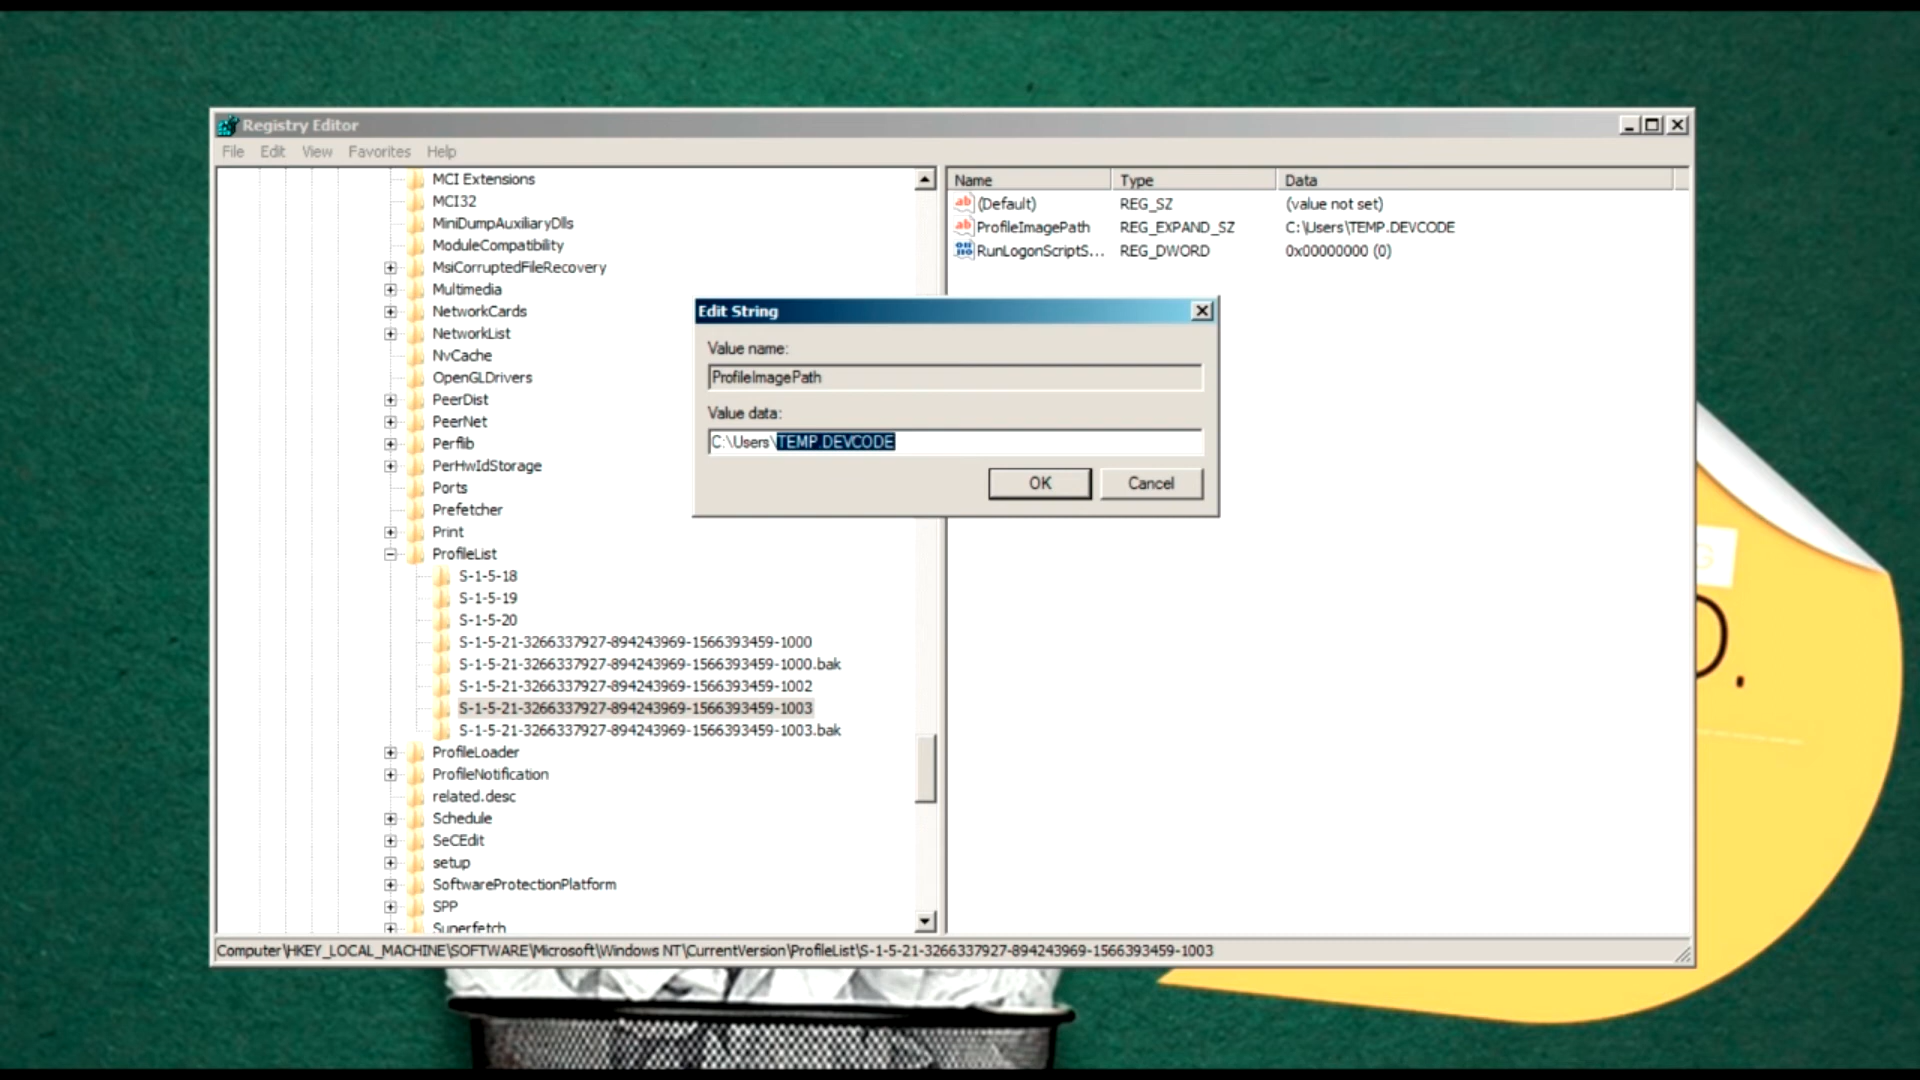 Registry Editor
File Edit View Favorites Help
MCI Extensions
MCI32
MiniDumpAuxiliaryDlls
ModuleCompatibility
MsiCorruptedFileRecovery
Multimedia
NetworkCards
NetworkList
NvCache
OpenGLDrivers
PeerDist
PeerNet
Perflib
PerHwIdStorage
Ports
Prefetcher
Print
ProfileList
S-1-5-18
S-1-5-19
S-1-5-20
S-1-5-21-3266337927-894243969-1566393459-1000
S-1-5-21-3266337927-894243969-1566393459-1000.bak
S-1-5-21-3266337927-894243969-1566393459-1002
S-1-5-21-3266337927-894243969-1566393459-1003
S-1-5-21-3266337927-894243969-1566393459-1003.bak
ProfileLoader
ProfileNotification
related.desc
Schedule
SeCEdit
setup
SoftwareProtectionPlatform
SPP
Superfetch
Name Type Data
(Default) REG_SZ (value not set)
ProfileImagePath REG_EXPAND_SZ C:\Users\TEMP.DEVCODE
RunLogonScriptS... REG_DWORD 0x00000000 (0)
Edit String
Value name:
ProfileImagePath
Value data:
C:\Users\TEMP.DEVCODE
OK Cancel
Computer\HKEY_LOCAL_MACHINE\SOFTWARE\Microsoft\Windows NT\CurrentVersion\ProfileList\S-1-5-21-3266337927-894243969-1566393459-1003